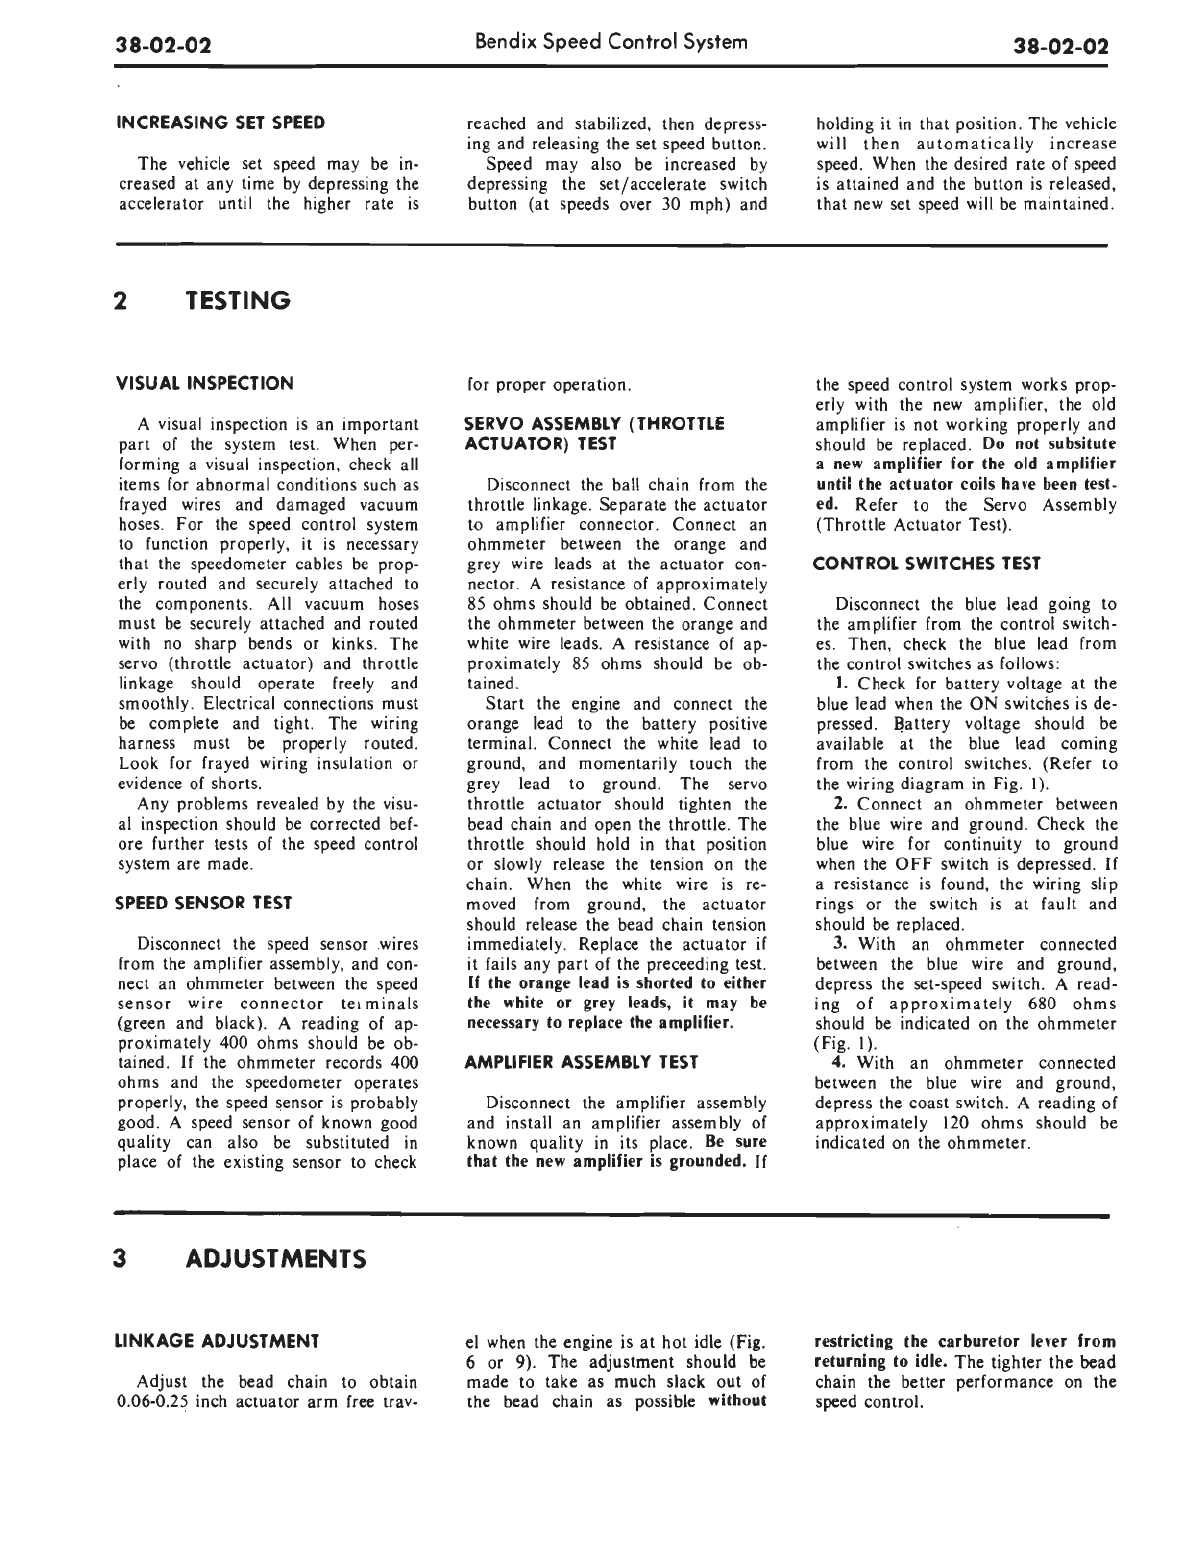 38-02-02
Bendix Speed Control System
38-02-02
INCREASING SET SPEED
The vehicle set speed may be in-
creased at any time by depressing the
accelerator until the higher rate is
reached and stabilized, then depress-
ing and releasing the set speed button.
Speed may also be increased by
depressing the set/accelerate switch
button (at speeds over 30 mph) and
holding it in that position. The vehicle
will then automatically increase
speed. When the desired rate of speed
is attained and the button is released,
that new set speed will be maintained.
2 TESTING
VISUAL INSPECTION
A visual inspection is an important
part of the system test. When per-
forming a visual inspection, check all
items for abnormal conditions such as
frayed wires and damaged vacuum
hoses. For the speed control system
to function properly, it is necessary
that the speedometer cables be prop-
erly routed and securely attached to
the components. All vacuum hoses
must be securely attached and routed
with no sharp bends or kinks. The
servo (throttle actuator) and throttle
linkage should operate freely and
smoothly. Electrical connections must
be complete and tight. The wiring
harness must be properly routed.
Look for frayed wiring insulation or
evidence of shorts.
Any problems revealed by the visu-
al inspection should be corrected bef-
ore further tests of the speed control
system are made.
SPEED SENSOR TEST
Disconnect the speed sensor wires
from the amplifier assembly, and con-
nect an ohmmeter between the speed
sensor wire connector terminals
(green and black). A reading of ap-
proximately 400 ohms should be ob-
tained. If the ohmmeter records 400
ohms and the speedometer operates
properly, the speed sensor is probably
good. A speed sensor of known good
quality can also be substituted in
place of the existing sensor to check
for proper operation.
SERVO ASSEMBLY (THROTTLE
ACTUATOR) TEST
Disconnect the ball chain from the
throttle linkage. Separate the actuator
to amplifier connector. Connect an
ohmmeter between the orange and
grey wire leads at the actuator con-
nector. A resistance of approximately
85 ohms should be obtained. Connect
the ohmmeter between the orange and
white wire leads. A resistance of ap-
proximately 85 ohms should be ob-
tained.
Start the engine and connect the
orange lead to the battery positive
terminal. Connect the white lead to
ground, and momentarily touch the
grey lead to ground. The servo
throttle actuator should tighten the
bead chain and open the throttle. The
throttle should hold in that position
or slowly release the tension on the
chain. When the white wire is re-
moved from ground, the actuator
should release the bead chain tension
immediately. Replace the actuator if
it fails any part of the preceeding test.
If the orange lead is shorted to either
the white or grey leads, it may be
necessary to replace the amplifier.
AMPLIFIER ASSEMBLY TEST
Disconnect the amplifier assembly
and install an amplifier assembly of
known quality in its place. Be sure
that the new amplifier is grounded. If
the speed control system works prop-
erly with the new amplifier, the old
amplifier is not working properly and
should be replaced. Do not subsitute
a new amplifier for the old amplifier
until the actuator coils have been test-
ed. Refer to the Servo Assembly
(Throttle Actuator Test).
CONTROL SWITCHES TEST
Disconnect the blue lead going to
the amplifier from the control switch-
es. Then, check the blue lead from
the control switches as follows:
1. Check for battery voltage at the
blue lead when the ON switches is de-
pressed. Battery voltage should be
available at the blue lead coming
from the control switches. (Refer to
the wiring diagram in Fig. 1).
2. Connect an ohmmeter between
the blue wire and ground. Check the
blue wire for continuity to ground
when the OFF switch is depressed. If
a resistance is found, the wiring slip
rings or the switch is at fault and
should be replaced.
3. With an ohmmeter connected
between the blue wire and ground,
depress the set-speed switch. A read-
ing of approximately 680 ohms
should be indicated on the ohmmeter
(Fig. 1).
4. With an ohmmeter connected
between the blue wire and ground,
depress the coast switch. A reading of
approximately 120 ohms should be
indicated on the ohmmeter.
3 ADJUSTMENTS
LINKAGE ADJUSTMENT
Adjust the bead chain to obtain
0.06-0.25 inch actuator arm free trav-
el when the engine is at hot idle (Fig.
6 or 9). The adjustment should be
made to take as much slack out of
the bead chain as possible without
restricting the carburetor lever from
returning to idle. The tighter the bead
chain the better performance on the
speed control.